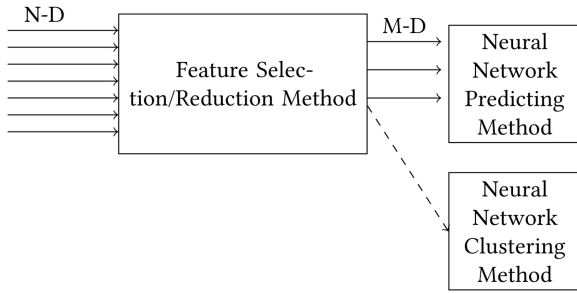 N-D
Feature Selec-
tion/Reduction Method
M-D
Neural
Network
Predicting
Method
Neural
Network
Clustering
Method